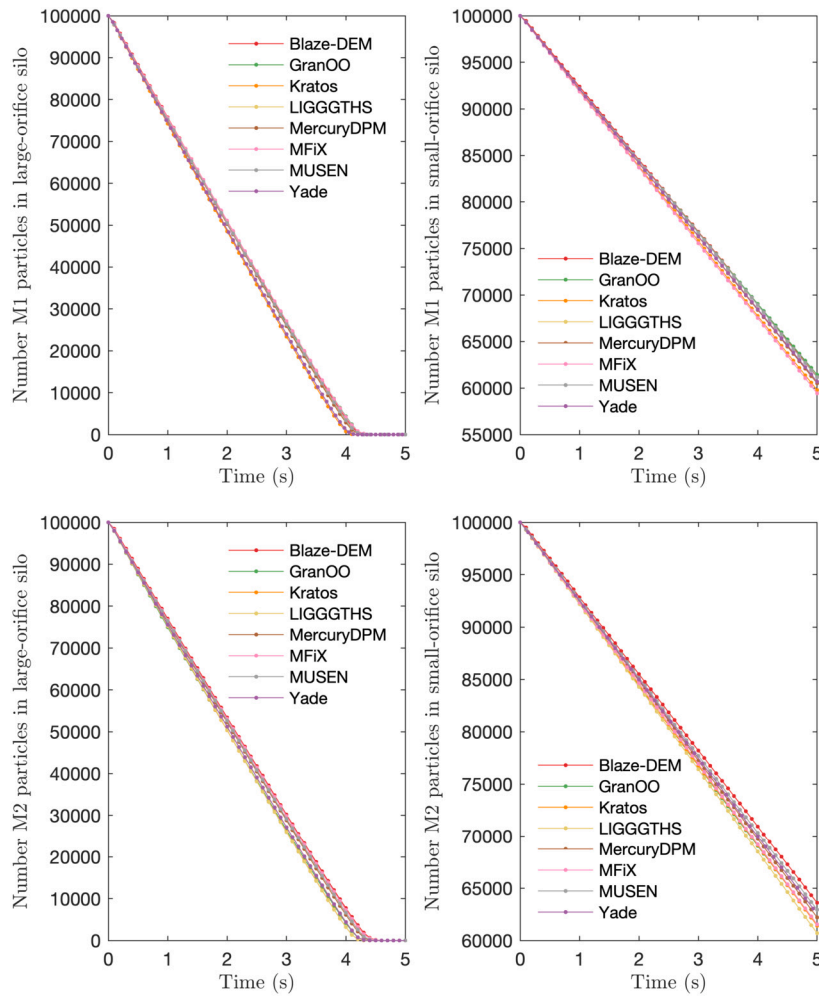 Number M1 particles in large-orifice silo
100000
90000
80000
70000
60000
50000
40000
30000
20000
10000
0
Blaze-DEM
GranOO
Kratos
LIGGGTHS
MercuryDPM
MFiX
MUSEN
Yade
0 1 2 3 4 5
Time (s)
Number M1 particles in small-orifice silo
100000
95000
90000
85000
80000
75000
70000
65000
60000
55000
Blaze-DEM
GranOO
Kratos
LIGGGTHS
MercuryDPM
MFiX
MUSEN
Yade
0 1 2 3 4 5
Time (s)
Number M2 particles in large-orifice silo
100000
90000
80000
70000
60000
50000
40000
30000
20000
10000
0
Blaze-DEM
GranOO
Kratos
LIGGGTHS
MercuryDPM
MFiX
MUSEN
Yade
0 1 2 3 4 5
Time (s)
Number M2 particles in small-orifice silo
100000
95000
90000
85000
80000
75000
70000
65000
60000
Blaze-DEM
GranOO
Kratos
LIGGGTHS
MercuryDPM
MFiX
MUSEN
Yade
0 1 2 3 4 5
Time (s)